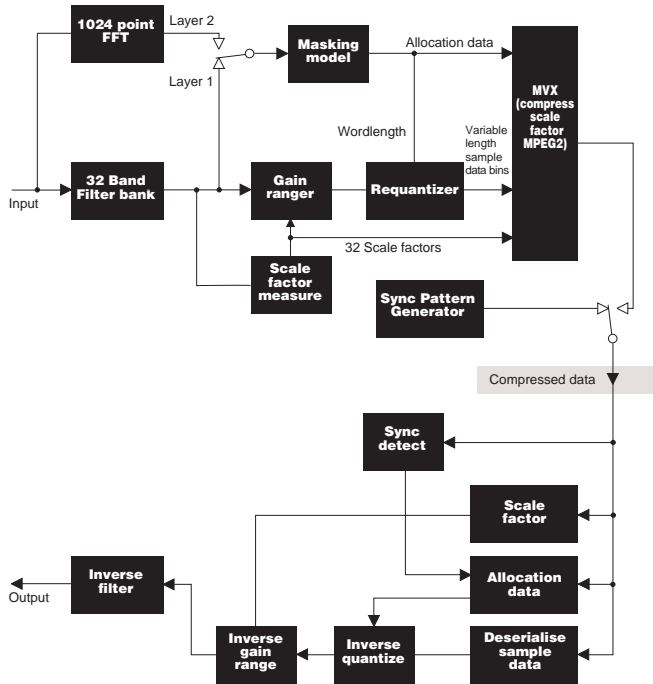 1024 point
FFT
Layer 2
Masking
model
Allocation data
Layer 1
MVX
(compress
scale
factor
MPEG2)
Wordlength
Variable
length
sample
data bins
32 Band
Filter bank
Gain
ranger
Requantizer
Input
32 Scale factors
Scale
factor
measure
Sync Pattern
Generator
Compressed data
Sync
detect
Scale
factor
Inverse
filter
Allocation
data
Output
Inverse
gain
range
Inverse
quantize
Deserialise
sample
data